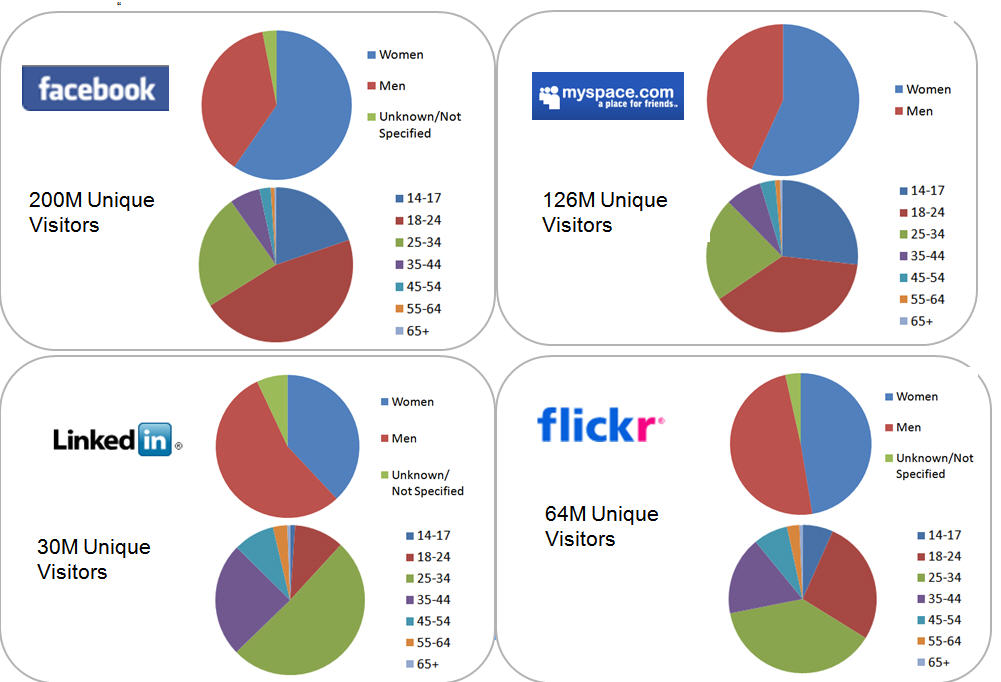 facebook
200M Unique
Visitors
Women
Men
Unknown/Not
Specified
14-17
18-24
25-34
35-44
45-54
55-64
65+
myspace.com
a place for friends
126M Unique
Visitors
Women
Men
14-17
18-24
25-34
35-44
45-54
55-64
65+
Linked in ®
30M Unique
Visitors
Women
Men
Unknown/
Not Specified
14-17
18-24
25-34
35-44
45-54
55-64
65+
flickr
64M Unique
Visitors
Women
Men
Unknown/Not
Specified
14-17
18-24
25-34
35-44
45-54
55-64
65+